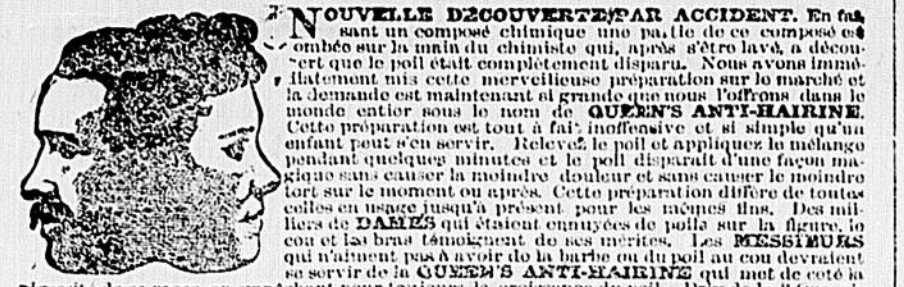 NOUVELLE DÉCOUVERTE PAR ACCIDENT. En fai-
sant un composé chimique une partie de ce composé est
tombée sur la main du chimiste qui, après s'être lavé, a décou-
vert que le poil était complètement disparu. Nous avons immé-
diatement mis cette merveilleuse préparation sur le marché et
la demande est maintenant si grande que nous l'offrons dans le
monde entier sous le nom de QUEEN'S ANTI-HAIRINE.
Cette préparation est tout à fait inoffensive et si simple qu'un
enfant peut s'en servir. Relevez le poil et appliquez le mélange
pendant quelques minutes et le poil disparaît d'une façon ma-
gique sans causer la moindre douleur et sans causer le moindre
tort sur le moment ou après. Cette préparation diffère de toutes
celles en usage jusqu'à présent pour les mêmes fins. Des mil-
liers de DAMES qui étaient ennuyées de poils sur la figure, le
cou et les bras témoignent de ses mérites. Les MESSIEURS
qui n'aiment pas à avoir de la barbe ou du poil au cou devraient
se servir de la QUEEN'S ANTI-HAIRINE qui met de coté la
pour toujours la croissance du poil.